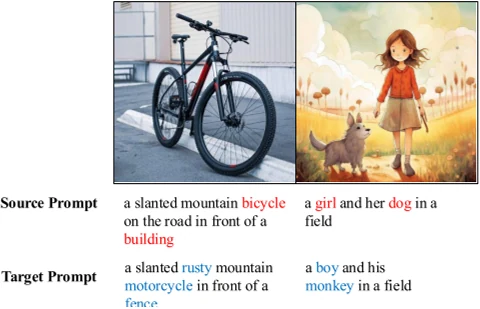 Source Prompt
a slanted mountain bicycle
on the road in front of a
building
a girl and her dog in a
field
Target Prompt
a slanted rusty mountain
motorcycle in front of a
fence
a boy and his
monkey in a field